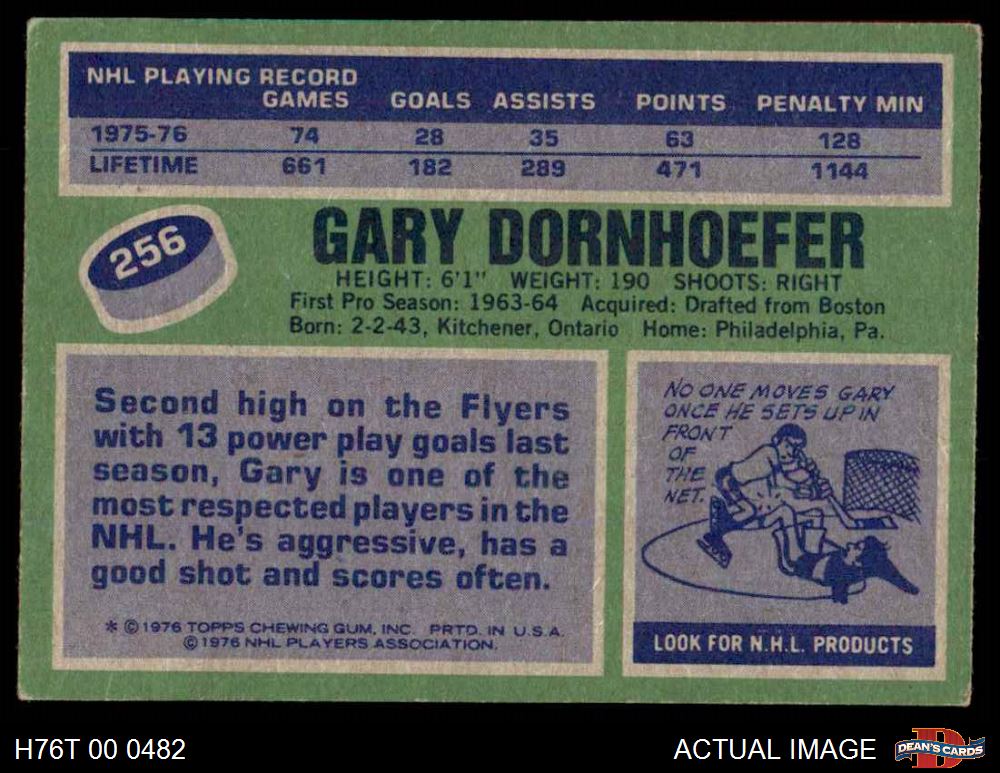 NHL PLAYING RECORD
GAMES GOALS ASSISTS POINTS PENALTY MIN
1975-76 74 28 35 63 128
LIFETIME 661 182 289 471 1144
256
GARY DORNHOEFER
HEIGHT: 6'1" WEIGHT: 190 SHOOTS: RIGHT
First Pro Season: 1963-64 Acquired: Drafted from Boston
Born: 2-2-43, Kitchener, Ontario Home: Philadelphia, Pa.
Second high on the Flyers
with 13 power play goals last
season, Gary is one of the
most respected players in the
NHL. He's aggressive, has a
good shot and scores often.
* © 1976 TOPPS CHEWING GUM, INC. PRTD. IN U.S.A.
© 1976 NHL PLAYERS ASSOCIATION.
NO ONE MOVES GARY
ONCE HE SETS UP IN
FRONT
OF
THE
NET.
LOOK FOR N.H.L. PRODUCTS
H76T 00 0482
ACTUAL IMAGE
D
DEAN'S CARDS